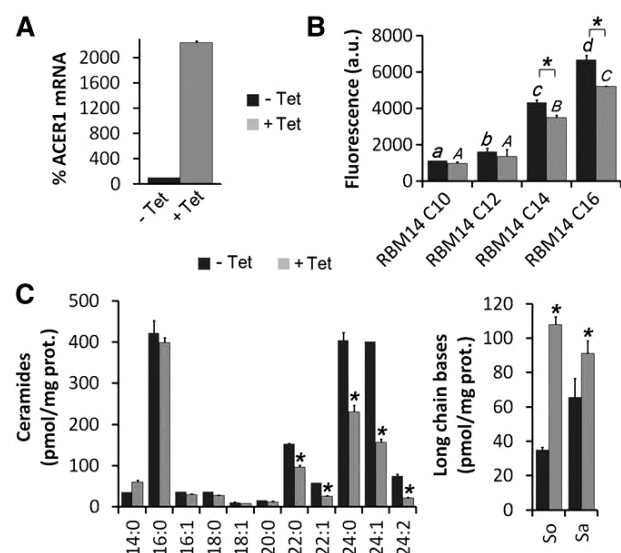 A
% ACER1 mRNA
2200
1800
1400
1200
800
400
0
- Tet
+Tet
- Tet
+ Tet
B
Fluorescence (a.u.)
8000
6000
4000
2000
0
a
A
b
A
c
*
B
d
*
C
RBM14 C10
RBM14 C12
RBM14 C14
RBM14 C16
- Tet
+ Tet
C
Ceramides
(pmol/mg prot.)
500
400
300
200
100
0
*
*
*
*
*
14:0
16:0
16:1
18:0
18:1
20:0
22:0
22:1
24:0
24:1
24:2
Long chain bases
(pmol/mg prot.)
120
100
80
60
40
20
0
*
*
So
Sa